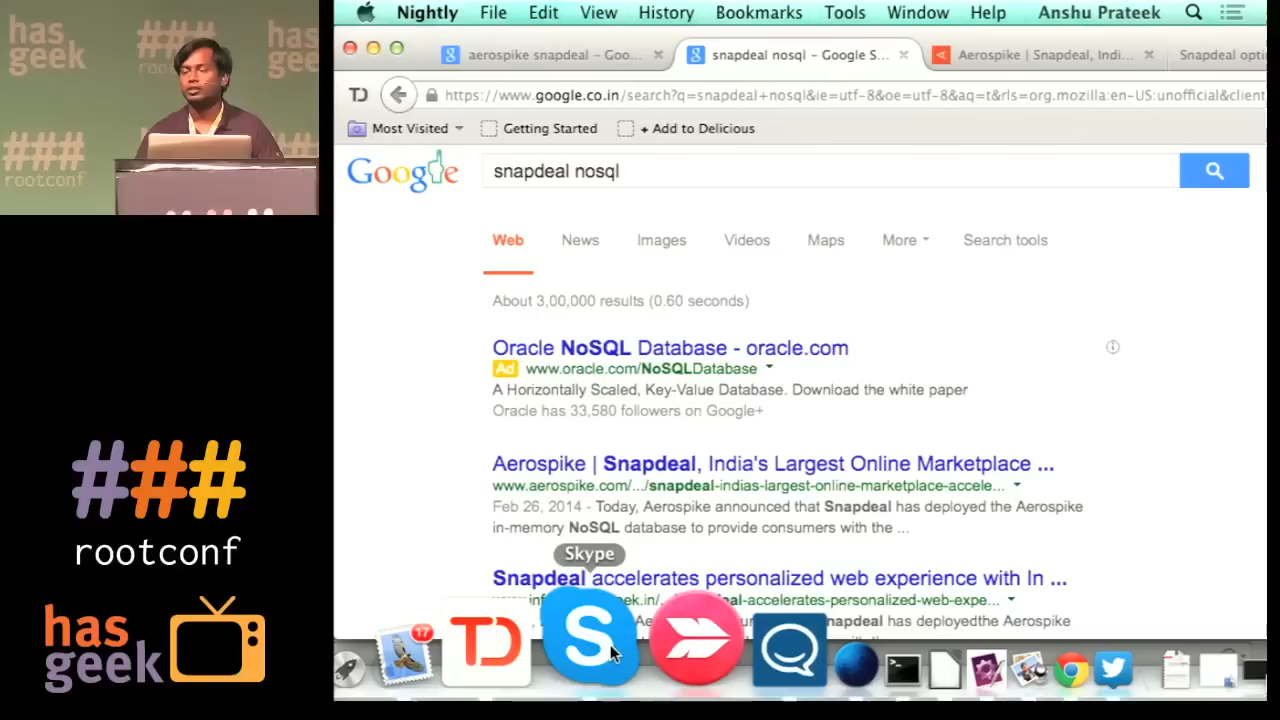 has
geek
###
rootconf
has
geek
###
rootconf
###
rootconf
has
geek
Nightly File Edit View History Bookmarks Tools Window Help Anshu Prateek
aerospike snapdeal – Goo...
snapdeal nosql – Google S...
Aerospike | Snapdeal, Indi...
Snapdeal opti
TD
https://www.google.co.in/search?q=snapdeal+nosql&ie=utf-8&oe=utf-8&aq=t&rls=org.mozilla:en-US:unofficial&client
Most Visited
Getting Started
+ Add to Delicious
Google
snapdeal nosql
Web News Images Videos Maps More Search tools
About 3,00,000 results (0.60 seconds)
Oracle NoSQL Database - oracle.com
Ad www.oracle.com/NoSQLDatabase
A Horizontally Scaled, Key-Value Database. Download the white paper
Oracle has 33,580 followers on Google+
Aerospike | Snapdeal, India's Largest Online Marketplace ...
www.aerospike.com/.../snapdeal-indias-largest-online-marketplace-accele...
Feb 26, 2014 - Today, Aerospike announced that Snapdeal has deployed the Aerospike
in-memory NoSQL database to provide consumers with the ...
Skype
Snapdeal accelerates personalized web experience with In ...
-accelerates-personalized-web-expe...
has deployedthe Aerospike
17
TD
S
###
rootconf
has
geek